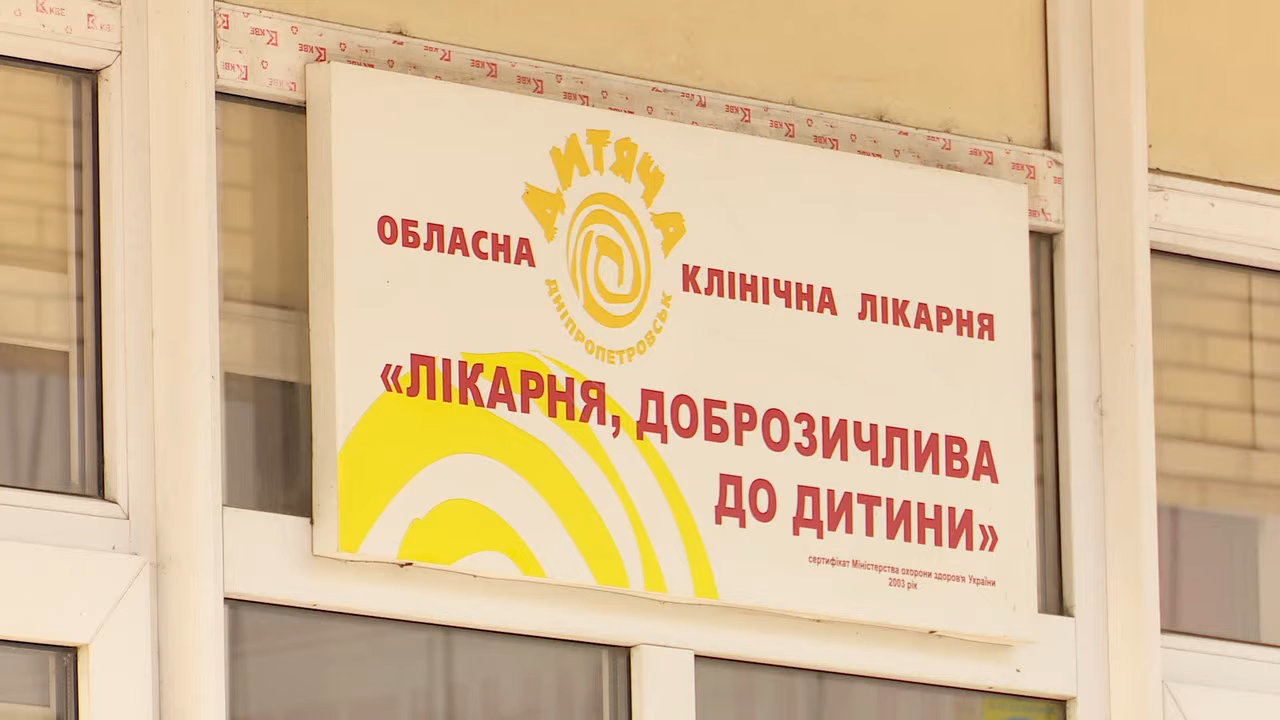 ДИТЯЧА
ОБЛАСНА КЛІНІЧНА ЛІКАРНЯ
ДНІПРОПЕТРОВСЬК
«ЛІКАРНЯ, ДОБРОЗИЧЛИВА
ДО ДИТИНИ»
сертифікат Міністерства охорони здоров'я України
2003 рік